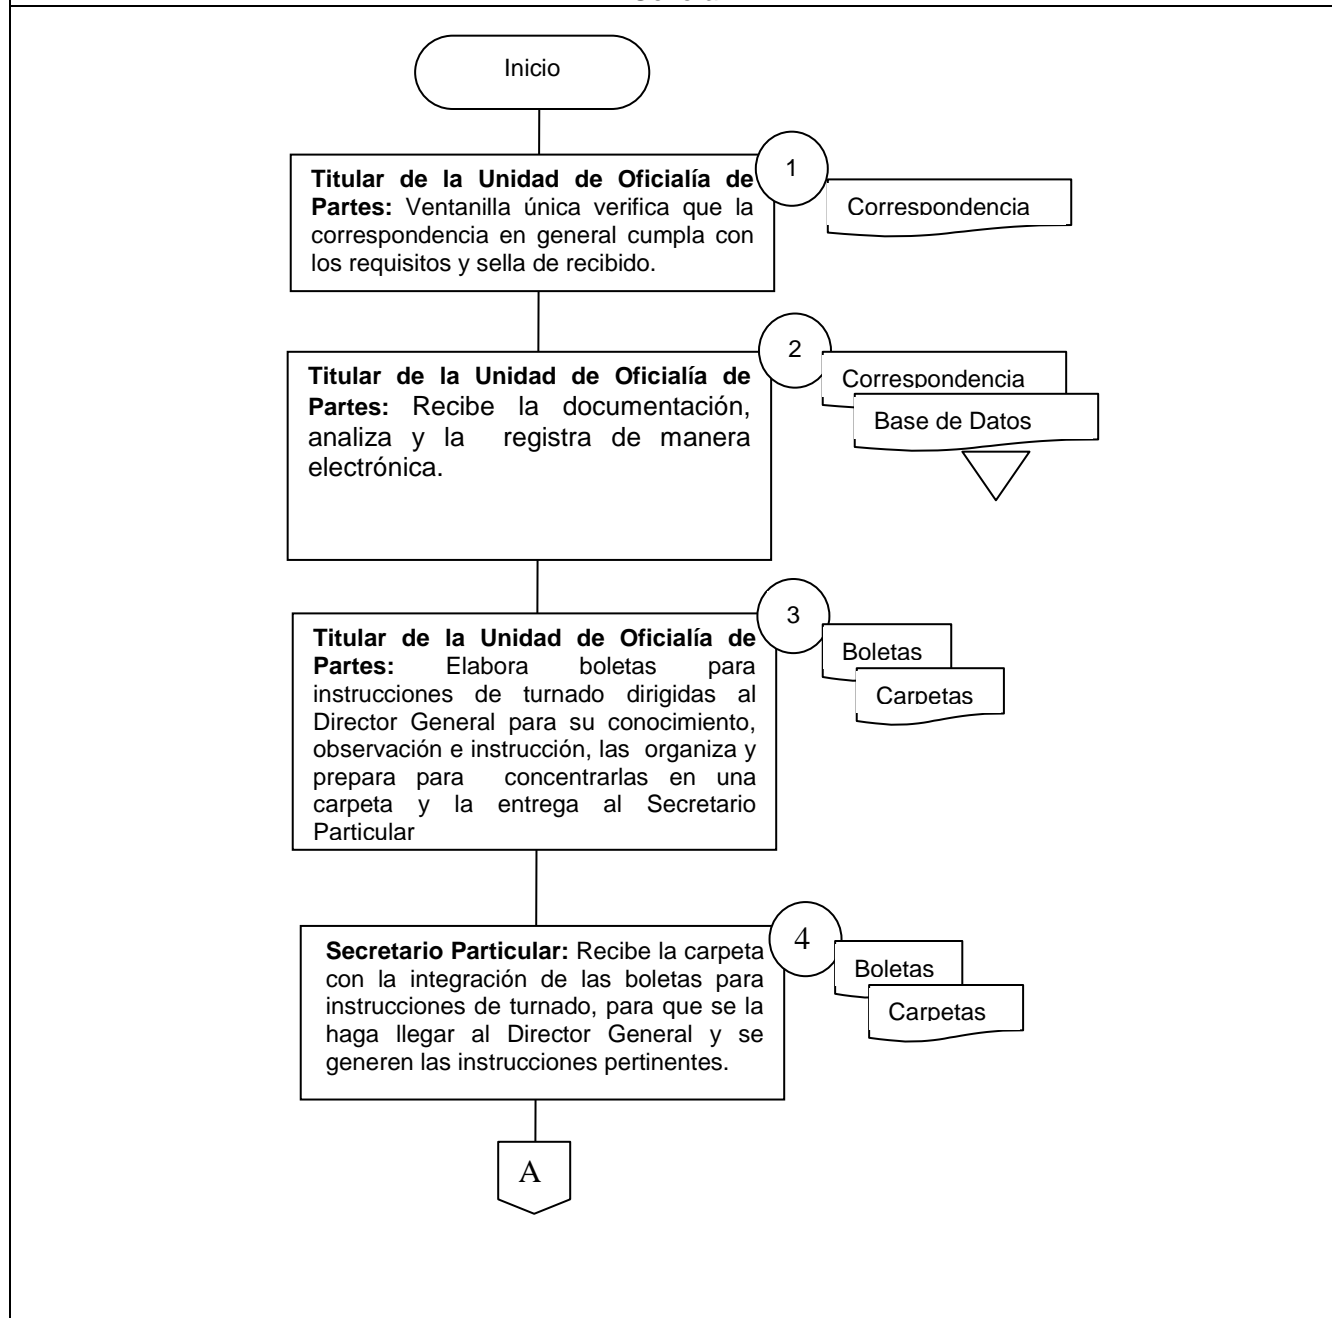 Inicio
1
Titular de la Unidad de Oficialía de
Partes: Ventanilla única verifica que la
correspondencia en general cumpla con
los requisitos y sella de recibido.
Correspondencia
2
Titular de la Unidad de Oficialía de
Partes: Recibe la documentación,
analiza y la registra de manera
electrónica.
Correspondencia
Base de Datos
3
Titular de la Unidad de Oficialía de
Partes: Elabora boletas para
instrucciones de turnado dirigidas al
Director General para su conocimiento,
observación e instrucción, las organiza y
prepara para concentrarlas en una
carpeta y la entrega al Secretario
Particular
Boletas
Carpetas
4
Secretario Particular: Recibe la carpeta
con la integración de las boletas para
instrucciones de turnado, para que se la
haga llegar al Director General y se
generen las instrucciones pertinentes.
Boletas
Carpetas
A